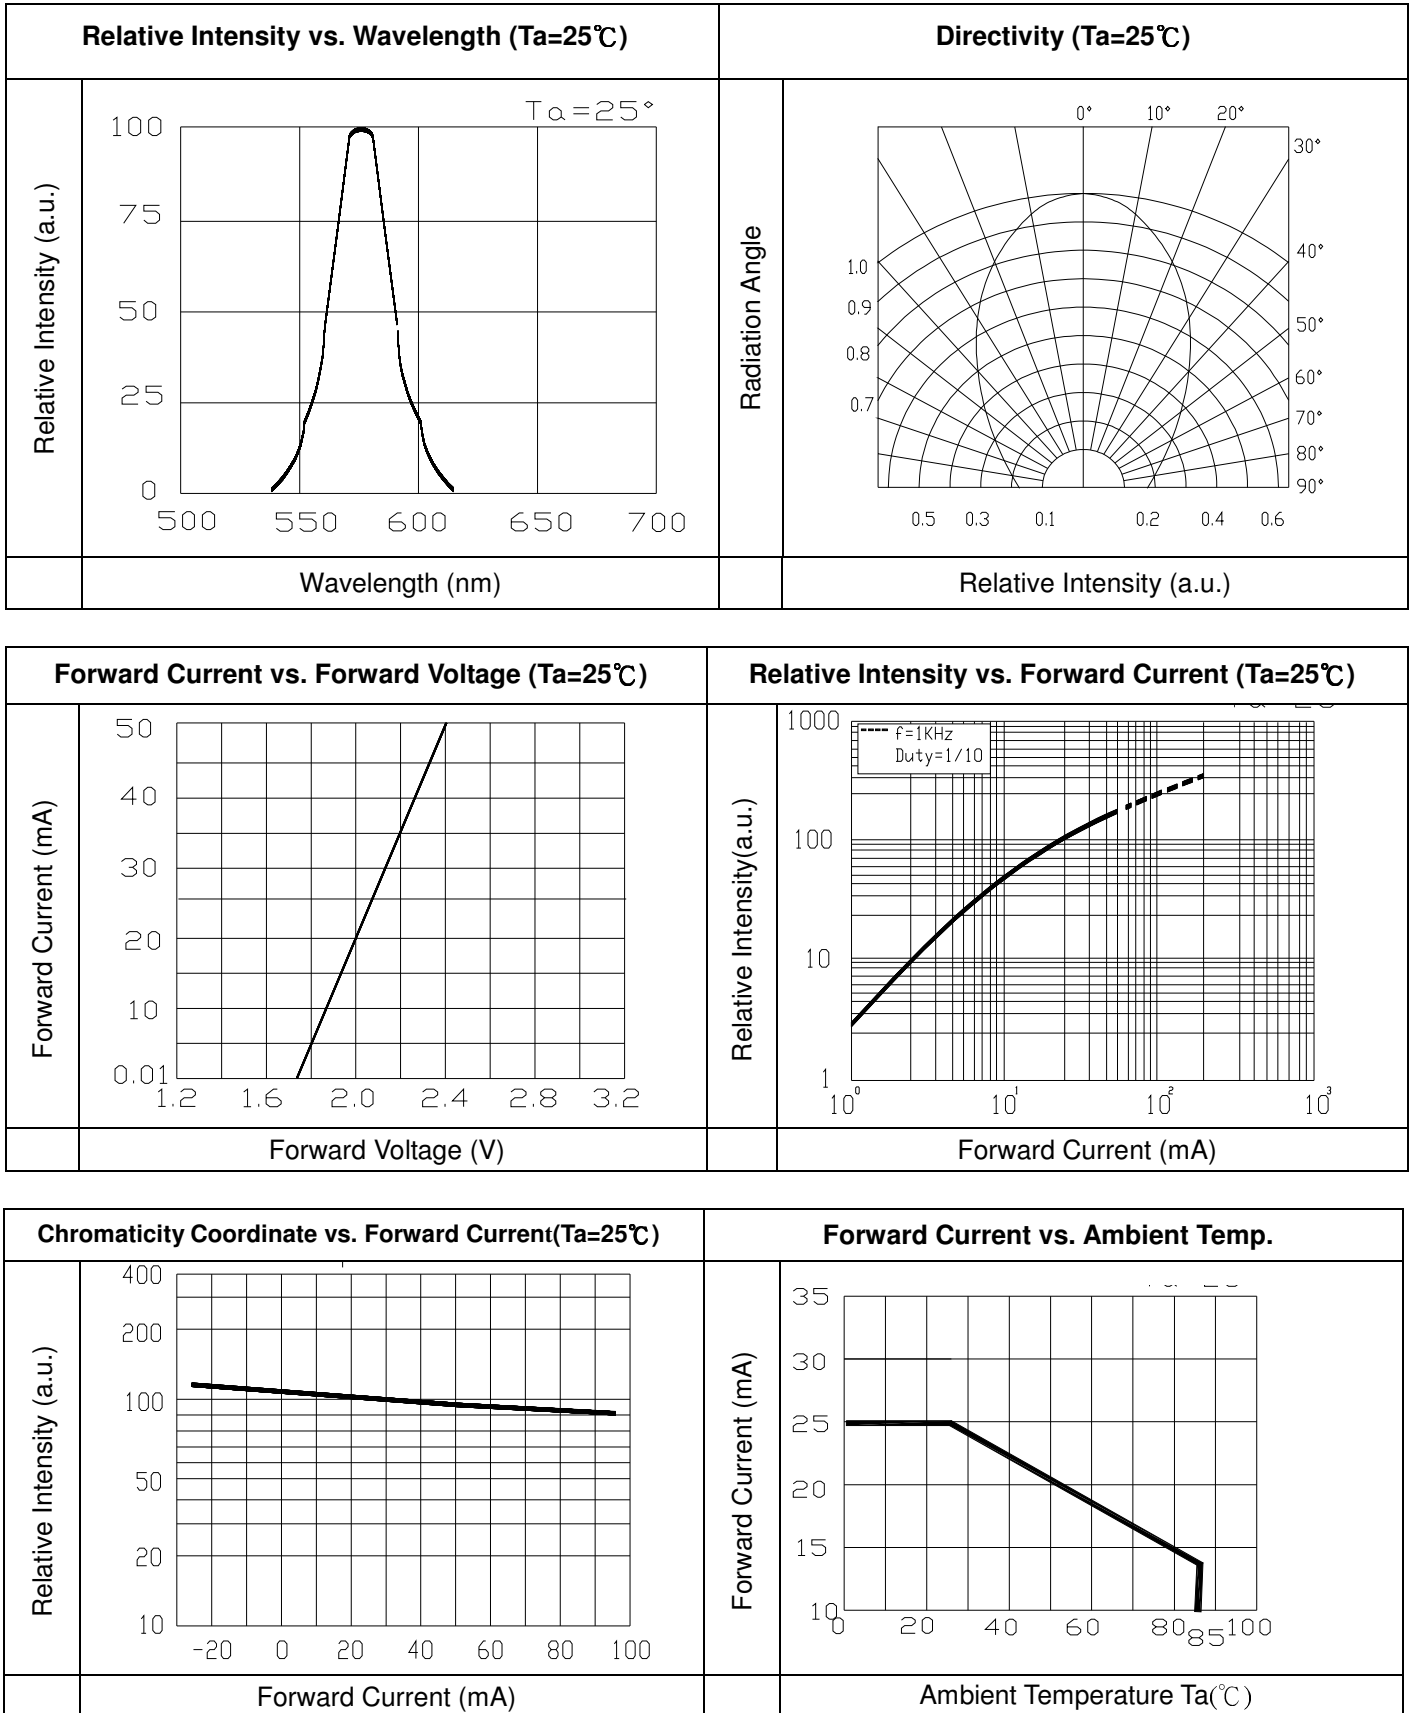 Relative Intensity vs. Wavelength (Ta=25℃)
Directivity (Ta=25℃)
Relative Intensity (a.u.)
Ta=25°
100
75
50
25
0
500 550 600 650 700
Wavelength (nm)
Radiation Angle
0° 10° 20°
30°
40°
50°
60°
70°
80°
90°
1.0
0.9
0.8
0.7
0.5 0.3 0.1 0.2 0.4 0.6
Relative Intensity (a.u.)
Forward Current vs. Forward Voltage (Ta=25℃)
Relative Intensity vs. Forward Current (Ta=25℃)
Forward Current (mA)
50
40
30
20
10
0.01
1.2 1.6 2.0 2.4 2.8 3.2
Forward Voltage (V)
Relative Intensity(a.u.)
f=1KHz
Duty=1/10
1000
100
10
1
10⁰ 10¹ 10² 10³
Forward Current (mA)
Chromaticity Coordinate vs. Forward Current(Ta=25℃)
Forward Current vs. Ambient Temp.
Relative Intensity (a.u.)
400
200
100
50
20
10
-20 0 20 40 60 80 100
Forward Current (mA)
Forward Current (mA)
35
30
25
20
15
10
0 20 40 60 80 85 100
Ambient Temperature Ta(℃)